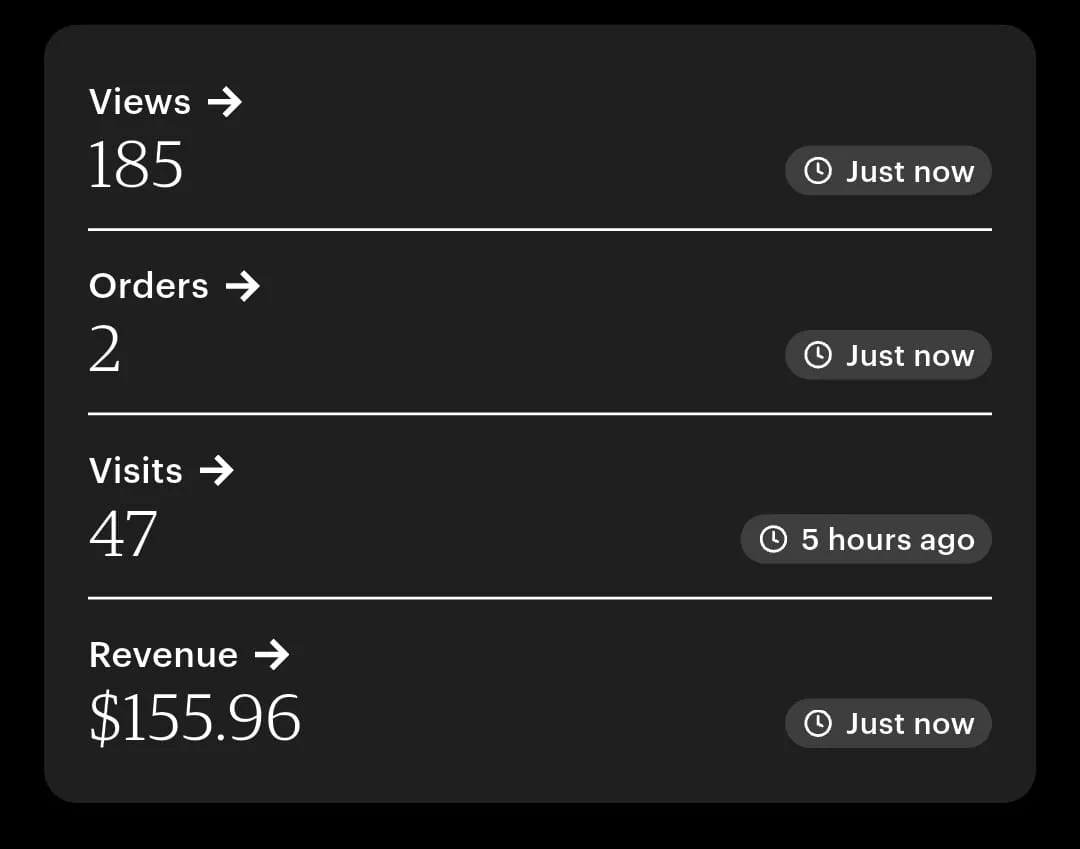 Views →
185
Just now
Orders →
2
Just now
Visits →
47
5 hours ago
Revenue →
$155.96
Just now